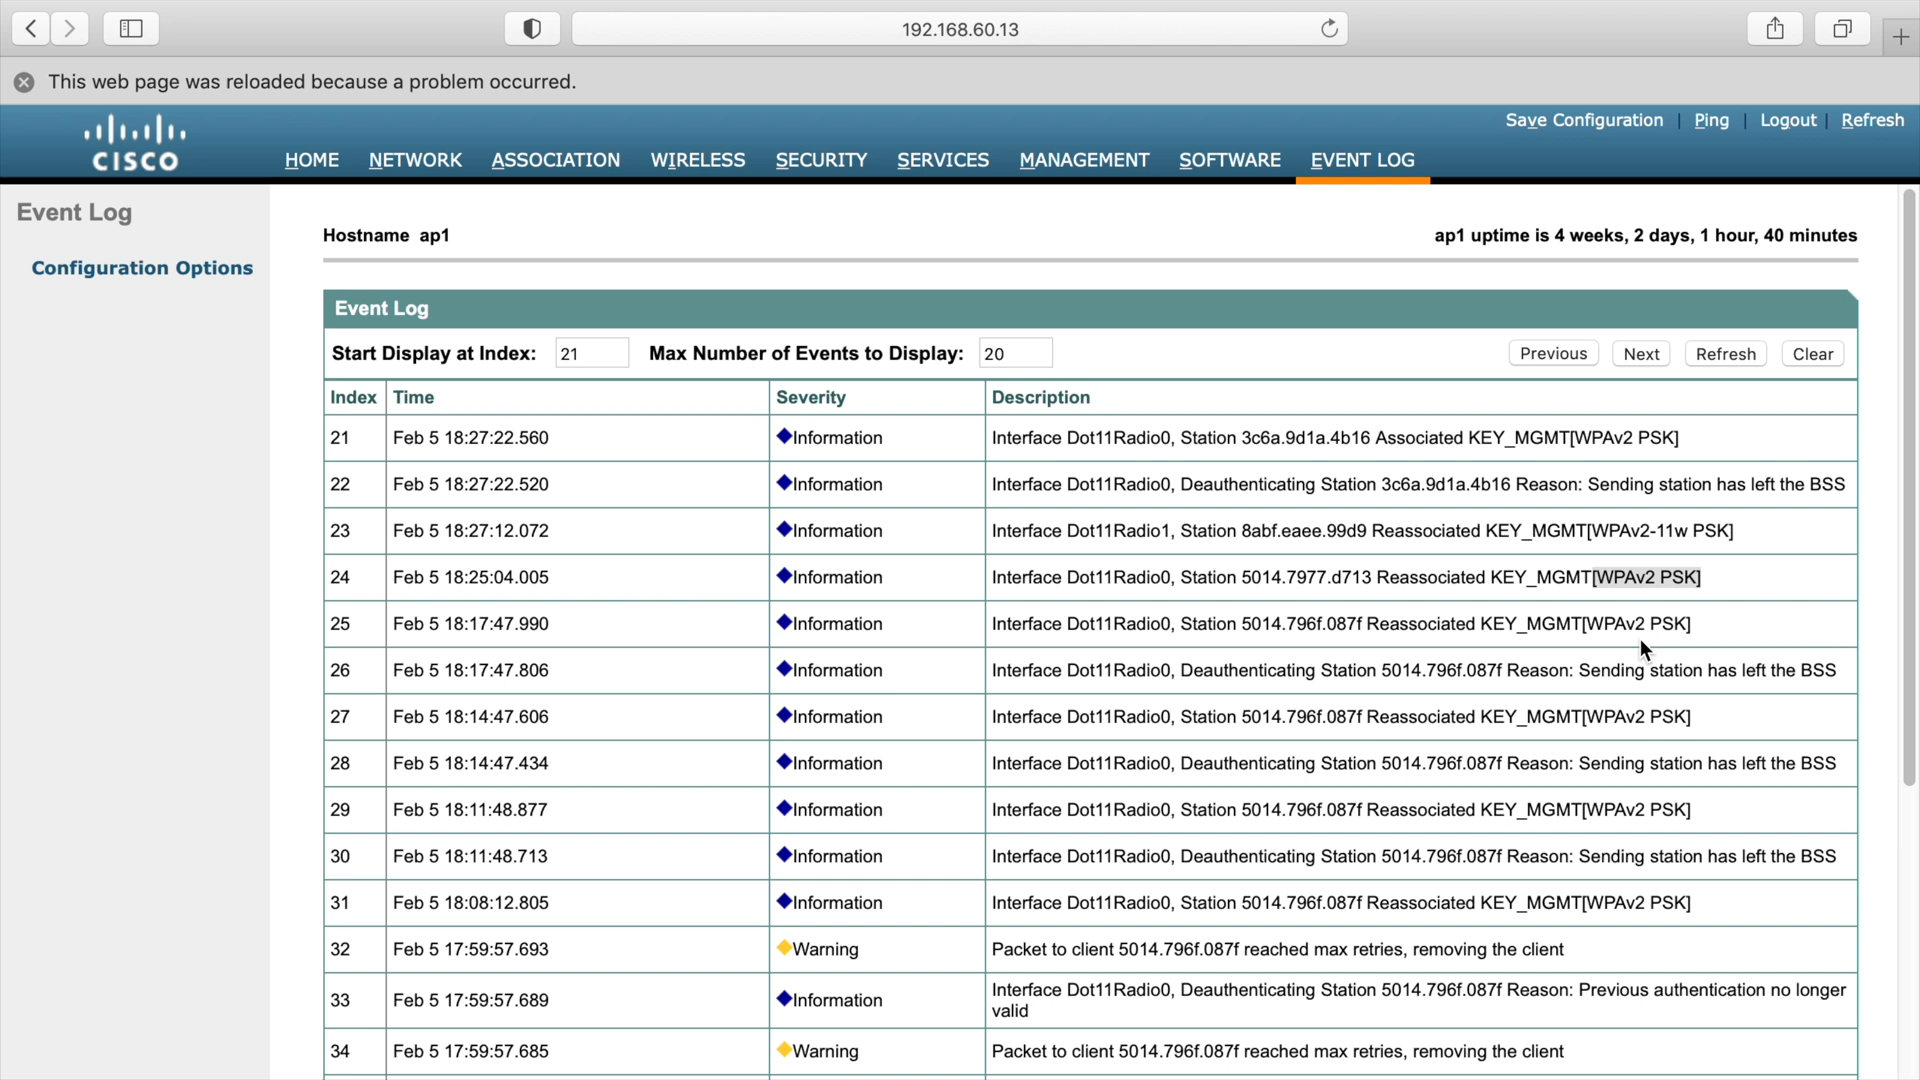 192.168.60.13
This web page was reloaded because a problem occurred.
Save Configuration | Ping | Logout | Refresh
CISCO
HOME NETWORK ASSOCIATION WIRELESS SECURITY SERVICES MANAGEMENT SOFTWARE EVENT LOG
Event Log
Configuration Options
Hostname ap1
ap1 uptime is 4 weeks, 2 days, 1 hour, 40 minutes
Event Log
Start Display at Index: 21 Max Number of Events to Display: 20 Previous Next Refresh Clear
Index Time Severity Description
21 Feb 5 18:27:22.560 Information Interface Dot11Radio0, Station 3c6a.9d1a.4b16 Associated KEY_MGMT[WPAv2 PSK]
22 Feb 5 18:27:22.520 Information Interface Dot11Radio0, Deauthenticating Station 3c6a.9d1a.4b16 Reason: Sending station has left the BSS
23 Feb 5 18:27:12.072 Information Interface Dot11Radio1, Station 8abf.eaee.99d9 Reassociated KEY_MGMT[WPAv2-11w PSK]
24 Feb 5 18:25:04.005 Information Interface Dot11Radio0, Station 5014.7977.d713 Reassociated KEY_MGMT[WPAv2 PSK]
25 Feb 5 18:17:47.990 Information Interface Dot11Radio0, Station 5014.796f.087f Reassociated KEY_MGMT[WPAv2 PSK]
26 Feb 5 18:17:47.806 Information Interface Dot11Radio0, Deauthenticating Station 5014.796f.087f Reason: Sending station has left the BSS
27 Feb 5 18:14:47.606 Information Interface Dot11Radio0, Station 5014.796f.087f Reassociated KEY_MGMT[WPAv2 PSK]
28 Feb 5 18:14:47.434 Information Interface Dot11Radio0, Deauthenticating Station 5014.796f.087f Reason: Sending station has left the BSS
29 Feb 5 18:11:48.877 Information Interface Dot11Radio0, Station 5014.796f.087f Reassociated KEY_MGMT[WPAv2 PSK]
30 Feb 5 18:11:48.713 Information Interface Dot11Radio0, Deauthenticating Station 5014.796f.087f Reason: Sending station has left the BSS
31 Feb 5 18:08:12.805 Information Interface Dot11Radio0, Station 5014.796f.087f Reassociated KEY_MGMT[WPAv2 PSK]
32 Feb 5 17:59:57.693 Warning Packet to client 5014.796f.087f reached max retries, removing the client
33 Feb 5 17:59:57.689 Information Interface Dot11Radio0, Deauthenticating Station 5014.796f.087f Reason: Previous authentication no longer
valid
34 Feb 5 17:59:57.685 Warning Packet to client 5014.796f.087f reached max retries, removing the client